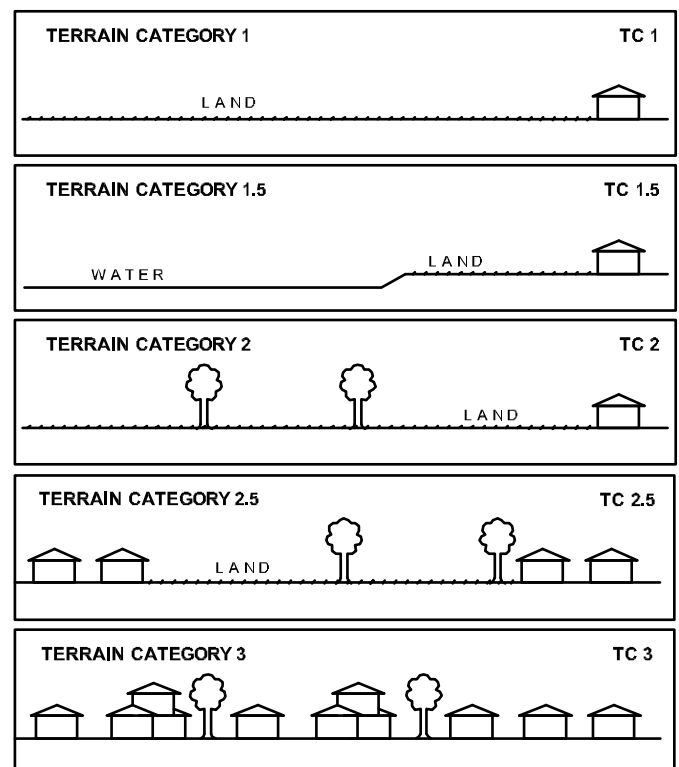 TERRAIN CATEGORY 1 TC 1
LAND
TERRAIN CATEGORY 1.5 TC 1.5
LAND
WATER
TERRAIN CATEGORY 2 TC 2
LAND
TERRAIN CATEGORY 2.5 TC 2.5
LAND
TERRAIN CATEGORY 3 TC 3